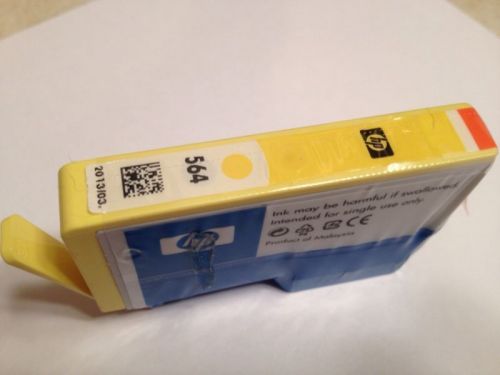 2013/03
564
hp
hp
Ink may be harmful if swallowed.
Intended for single use only.
CE
Product of Malaysia